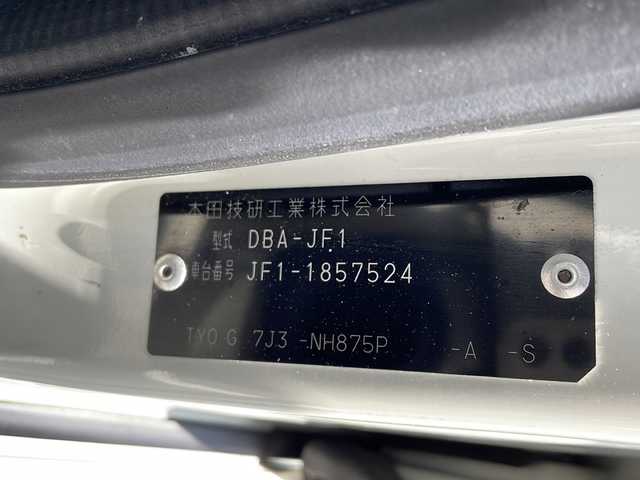 本田技研工業株式会社
型式 DBA-JF1
車台番号 JF1-1857524
TYO G 7J3 -NH875P -A -S